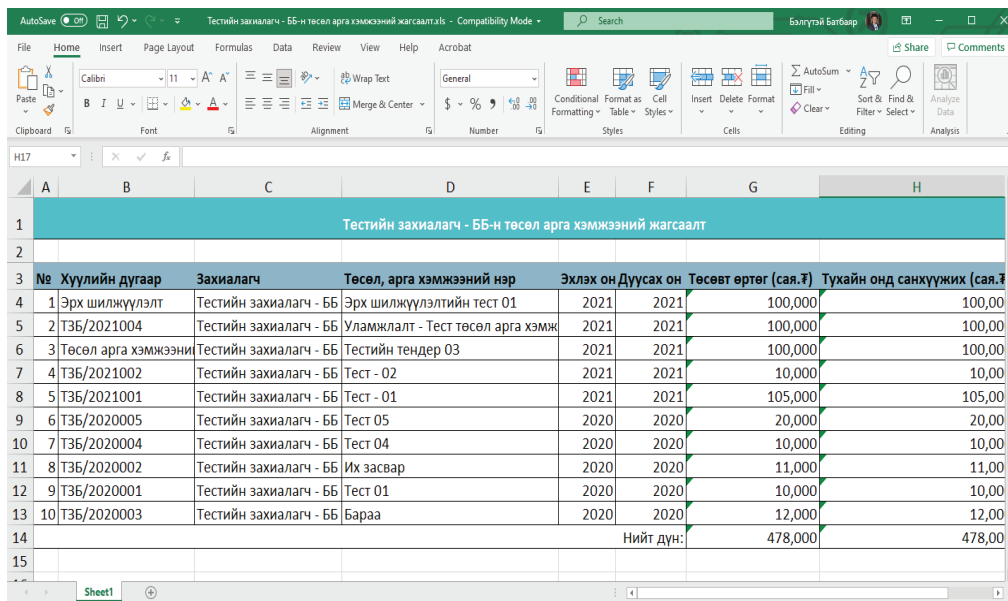 AutoSave Off Тестийн захиалагч - ББ-н төсөл арга хэмжээний жагсаалт.xls - Compatibility Mode Search Бэлгүтэй Батбаяр
File Home Insert Page Layout Formulas Data Review View Help Acrobat Share Comments
Paste Calibri 11 A^ A˅ Wrap Text General Conditional Formatting Format as Table Cell Styles Insert Delete Format AutoSum Fill Clear Sort & Filter Find & Select Analyze Data
B I U A Merge & Center $ % 9
Clipboard Font Alignment Number Styles Cells Editing Analysis
H17 fx
A B C D E F G H
1 Тестийн захиалагч - ББ-н төсөл арга хэмжээний жагсаалт
2
3 № Хуулийн дугаар Захиалагч Төсөл, арга хэмжээний нэр Эхлэх он Дуусах он Төсөвт өртөг (сая.₮) Тухайн онд санхүүжих (сая.₮
4 1 Эрх шилжүүлэлт Тестийн захиалагч - ББ Эрх шилжүүлэлтийн тест 01 2021 2021 100,000 100,00
5 2 ТЗБ/2021004 Тестийн захиалагч - ББ Уламжлалт - Тест төсөл арга хэмж 2021 2021 100,000 100,00
6 3 Төсөл арга хэмжээни Тестийн захиалагч - ББ Тестийн тендер 03 2021 2021 100,000 100,00
7 4 ТЗБ/2021002 Тестийн захиалагч - ББ Тест - 02 2021 2021 10,000 10,00
8 5 ТЗБ/2021001 Тестийн захиалагч - ББ Тест - 01 2021 2021 105,000 105,00
9 6 ТЗБ/2020005 Тестийн захиалагч - ББ Тест 05 2020 2020 20,000 20,00
10 7 ТЗБ/2020004 Тестийн захиалагч - ББ Тест 04 2020 2020 10,000 10,00
11 8 ТЗБ/2020002 Тестийн захиалагч - ББ Их засвар 2020 2020 11,000 11,00
12 9 ТЗБ/2020001 Тестийн захиалагч - ББ Тест 01 2020 2020 10,000 10,00
13 10 ТЗБ/2020003 Тестийн захиалагч - ББ Бараа 2020 2020 12,000 12,00
14 Нийт дүн: 478,000 478,00
15
Sheet1